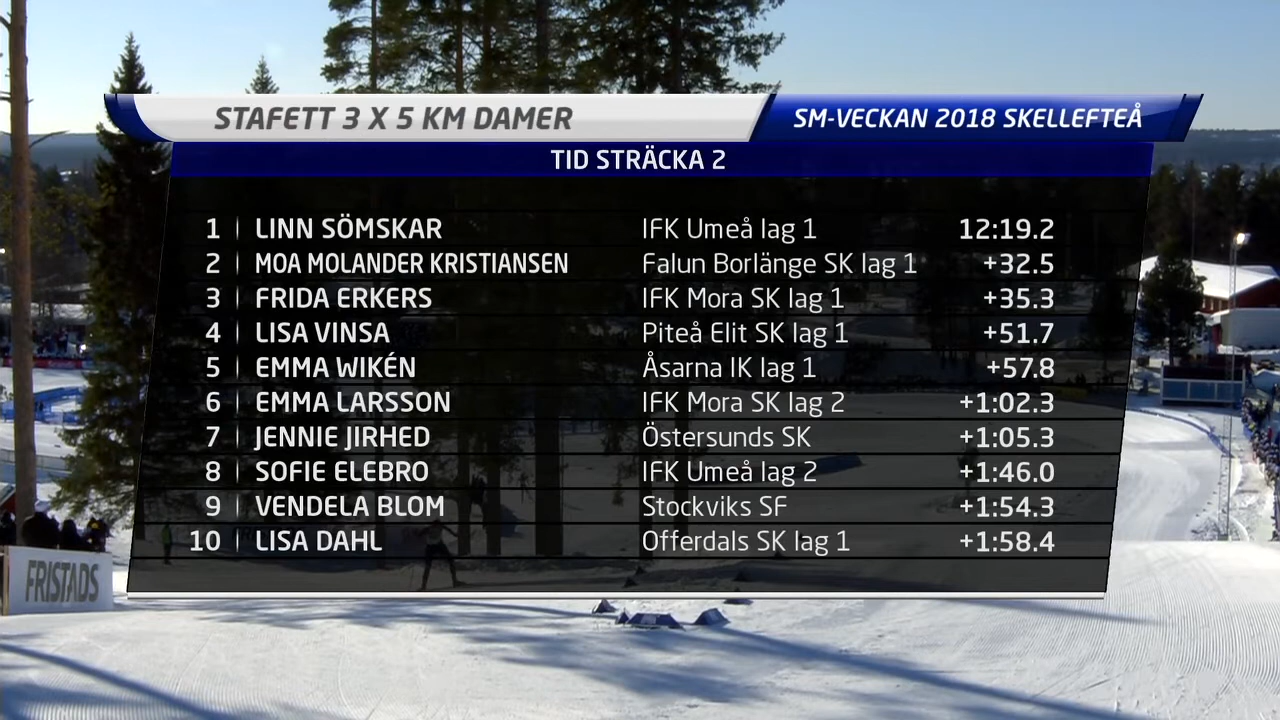 STAFETT 3 X 5 KM DAMER
SM-VECKAN 2018 SKELLEFTEÅ
TID STRÄCKA 2
1 LINN SÖMSKAR IFK Umeå lag 1 12:19.2
2 MOA MOLANDER KRISTIANSEN Falun Borlänge SK lag 1 +32.5
3 FRIDA ERKERS IFK Mora SK lag 1 +35.3
4 LISA VINSA Piteå Elit SK lag 1 +51.7
5 EMMA WIKÉN Åsarna IK lag 1 +57.8
6 EMMA LARSSON IFK Mora SK lag 2 +1:02.3
7 JENNIE JIRHED Östersunds SK +1:05.3
8 SOFIE ELEBRO IFK Umeå lag 2 +1:46.0
9 VENDELA BLOM Stockviks SF +1:54.3
10 LISA DAHL Offerdals SK lag 1 +1:58.4
FRISTADS